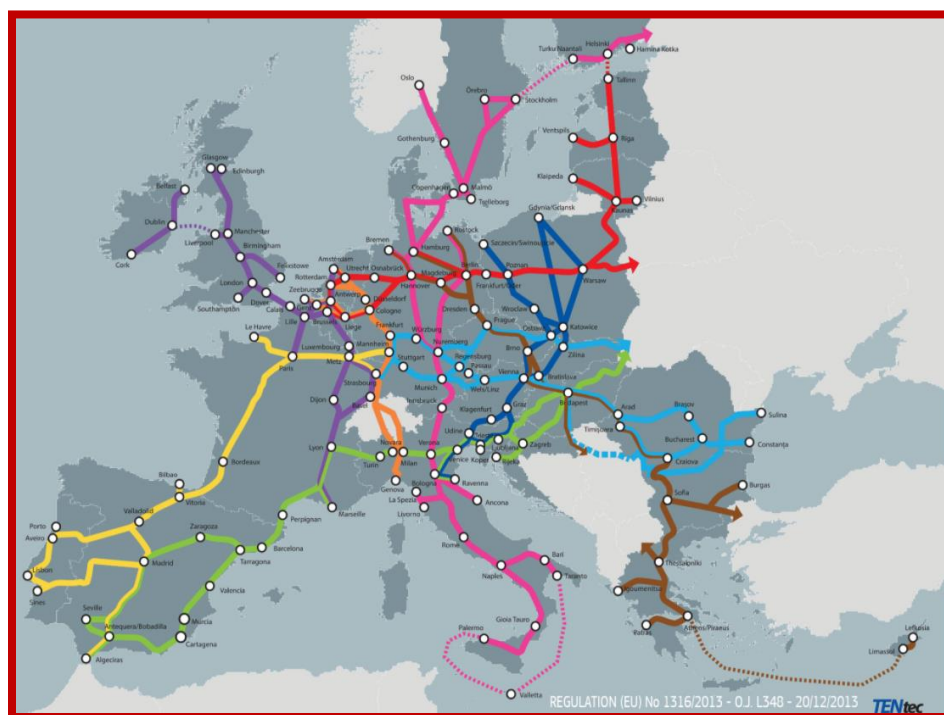 Oslo
Örebro
Stockholm
Turku Naantali
Helsinki
Hamina Kotka
Tallinn
Gothenburg
Ventspils
Riga
Klaipeda
Vilnius
Kaunas
Glasgow
Edinburgh
Belfast
Dublin
Cork
Liverpool
Manchester
Birmingham
Felixstowe
London
Southampton
Dover
Calais
Copenhagen
Malmö
Trelleborg
Rostock
Gdynia/Gdansk
Szczecin/Swinoujscie
Bremen
Hamburg
Amsterdam
Utrecht
Osnabrück
Rotterdam
Zeebrugge
Antwerp
Düsseldorf
Cologne
Hannover
Magdeburg
Berlin
Frankfurt/Oder
Poznan
Warsaw
Lille
Brussels
Liège
Dresden
Wroclaw
Katowice
Ostrava
Prague
Le Havre
Paris
Luxembourg
Metz
Mannheim
Frankfurt
Würzburg
Nuremberg
Stuttgart
Regensburg
Passau
Brno
Zilina
Strasbourg
Munich
Wels/Linz
Vienna
Bratislava
Dijon
Basel
Innsbruck
Klagenfurt
Graz
Budapest
Arad
Brasov
Sulina
Timişoara
Bucharest
Constanţa
Craiova
Lyon
Turin
Novara
Milan
Verona
Udine
Venice
Koper
Ljubljana
Zagreb
Rijeka
Genova
Bologna
Ravenna
La Spezia
Livorno
Ancona
Bordeaux
Bilbao
Vitoria
Marseille
Perpignan
Sofia
Burgas
Porto
Aveiro
Valladolid
Zaragoza
Barcelona
Tarragona
Madrid
Lisbon
Sines
Valencia
Seville
Murcia
Antequera/Bobadilla
Cartagena
Algeciras
Rome
Naples
Bari
Taranto
Gioia Tauro
Palermo
Valletta
Thessaloniki
Igoumenitsa
Patras
Athens/Piraeus
Lefkosia
Limassol
REGULATION (EU) No 1316/2013 - O.J. L348 - 20/12/2013
TENtec